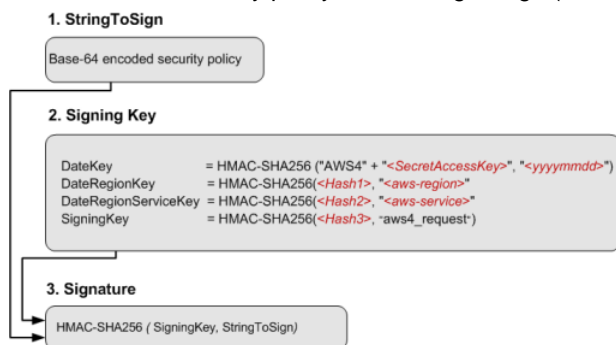 1. StringToSign
Base-64 encoded security policy
2. Signing Key
DateKey = HMAC-SHA256 ("AWS4" + "<SecretAccessKey>", "<yyyymmdd>")
DateRegionKey = HMAC-SHA256(<Hash1>, "<aws-region>"
DateRegionServiceKey = HMAC-SHA256(<Hash2>, "<aws-service>"
SigningKey = HMAC-SHA256(<Hash3>, "aws4_request")
3. Signature
HMAC-SHA256 ( SigningKey, StringToSign)